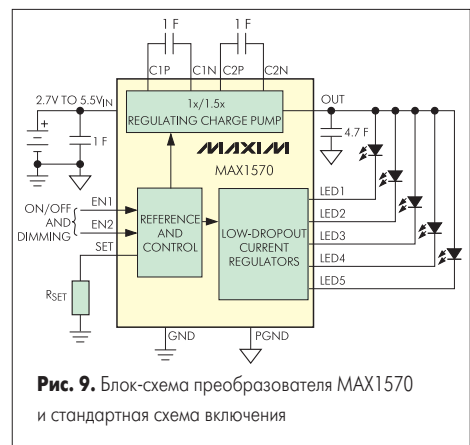 1 F 1 F
C1P C1N C2P C2N
2.7V TO 5.5VIN
1x/1.5x
REGULATING CHARGE PUMP
OUT
1 F
4.7 F
MAXIM
MAX1570
LED1
LED2
LED3
LED4
LED5
ON/OFF
AND
DIMMING
EN1
EN2
SET
REFERENCE
AND
CONTROL
LOW-DROPOUT
CURRENT
REGULATORS
RSET
GND PGND
Рис. 9. Блок-схема преобразователя MAX1570
и стандартная схема включения